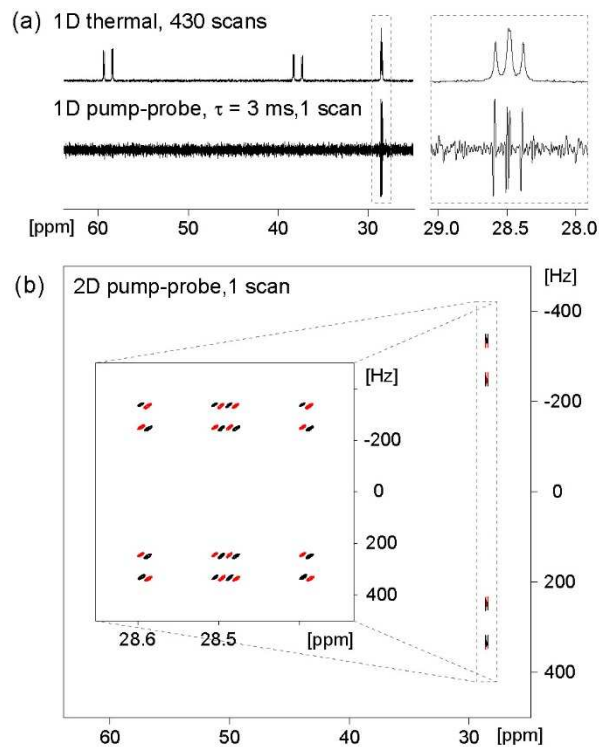 (a) 1D thermal, 430 scans
1D pump-probe, τ = 3 ms,1 scan
[ppm] 60 50 40 30 29.0 28.5 28.0
(b) 2D pump-probe,1 scan
[Hz]
-400
[Hz]
-200
-200
0
0
200
200
400
28.6 28.5 [ppm]
400
60 50 40 30 [ppm]